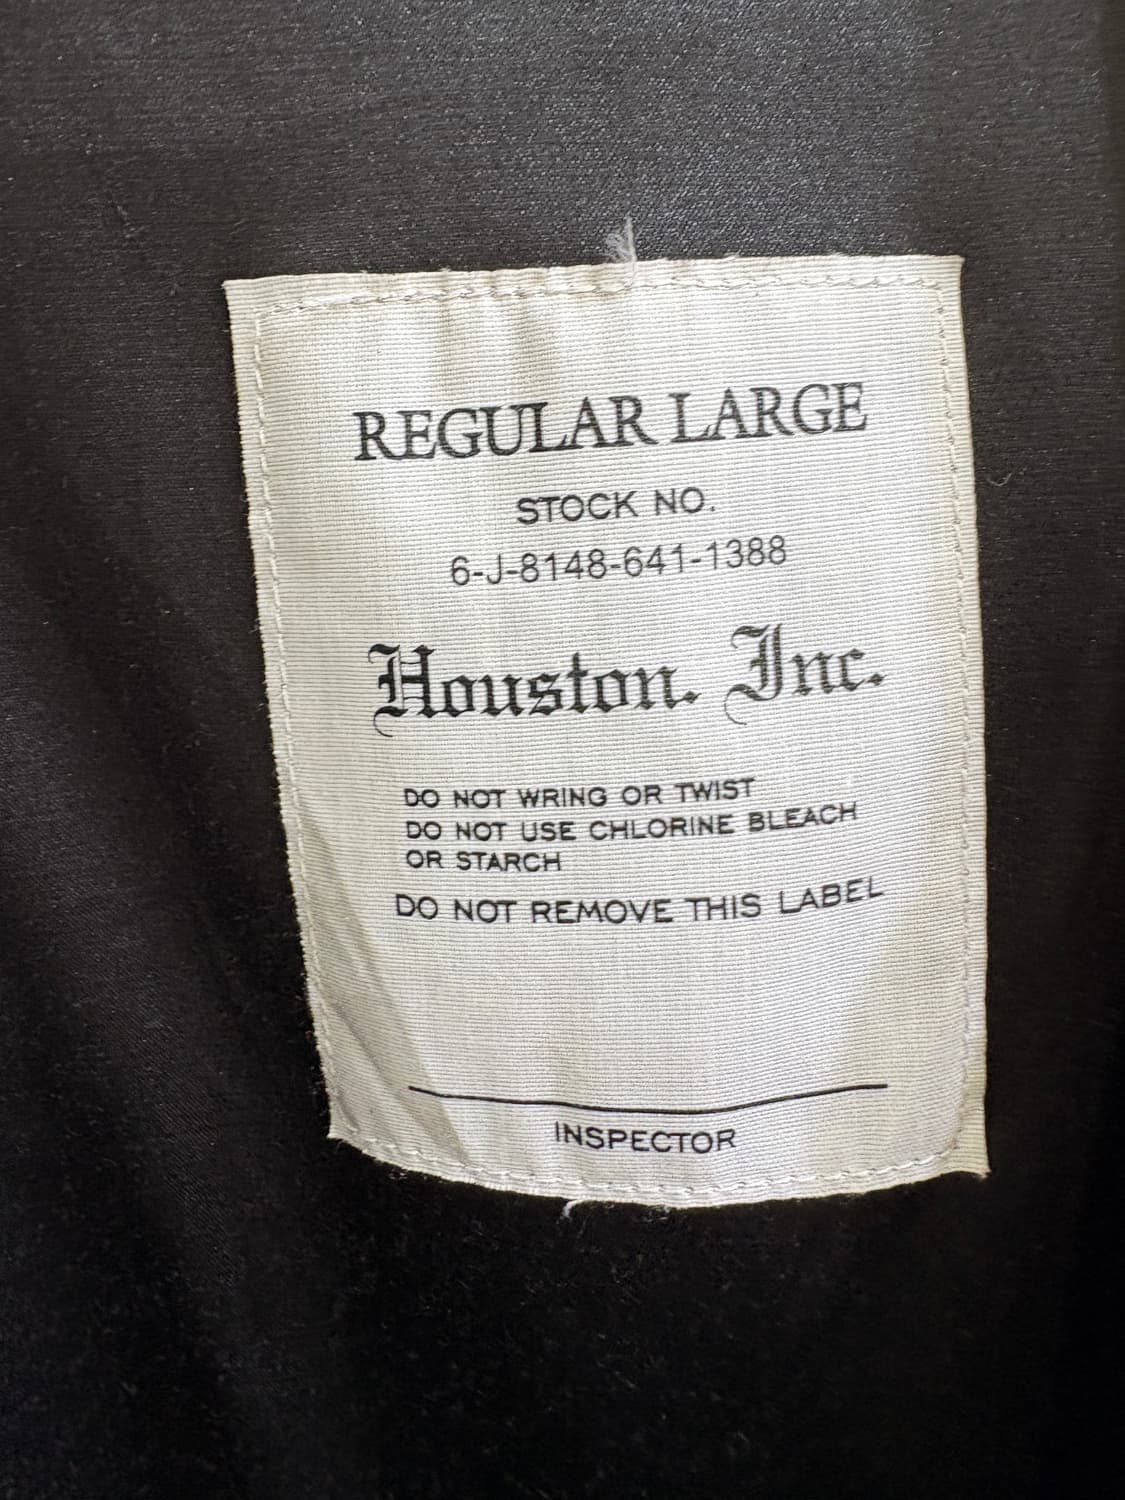 REGULAR LARGE
STOCK NO.
6-J-8148-641-1388
Houston. Inc.
DO NOT WRING OR TWIST
DO NOT USE CHLORINE BLEACH
OR STARCH
DO NOT REMOVE THIS LABEL
INSPECTOR